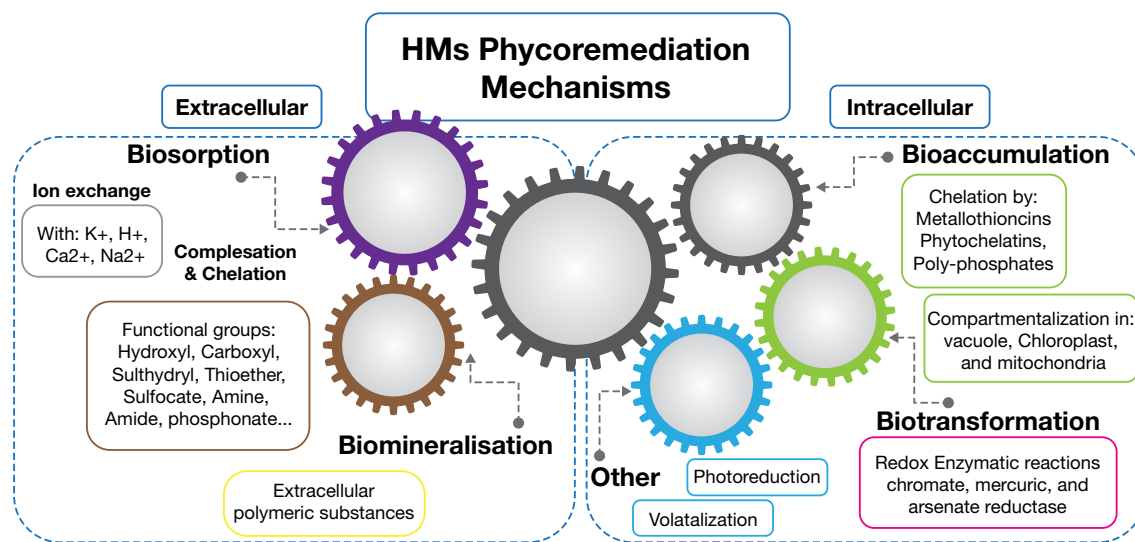 HMs Phycoremediation
Mechanisms
Extracellular
Intracellular
Biosorption
Ion exchange
With: K+, H+,
Ca2+, Na2+
Complesation
& Chelation
Functional groups:
Hydroxyl, Carboxyl,
Sulthydryl, Thioether,
Sulfocate, Amine,
Amide, phosphonate...
Biomineralisation
Extracellular
polymeric substances
Bioaccumulation
Chelation by:
Metallothioncins
Phytochelatins,
Poly-phosphates
Compartmentalization in:
vacuole, Chloroplast,
and mitochondria
Biotransformation
Redox Enzymatic reactions
chromate, mercuric, and
arsenate reductase
Other
Photoreduction
Volatalization